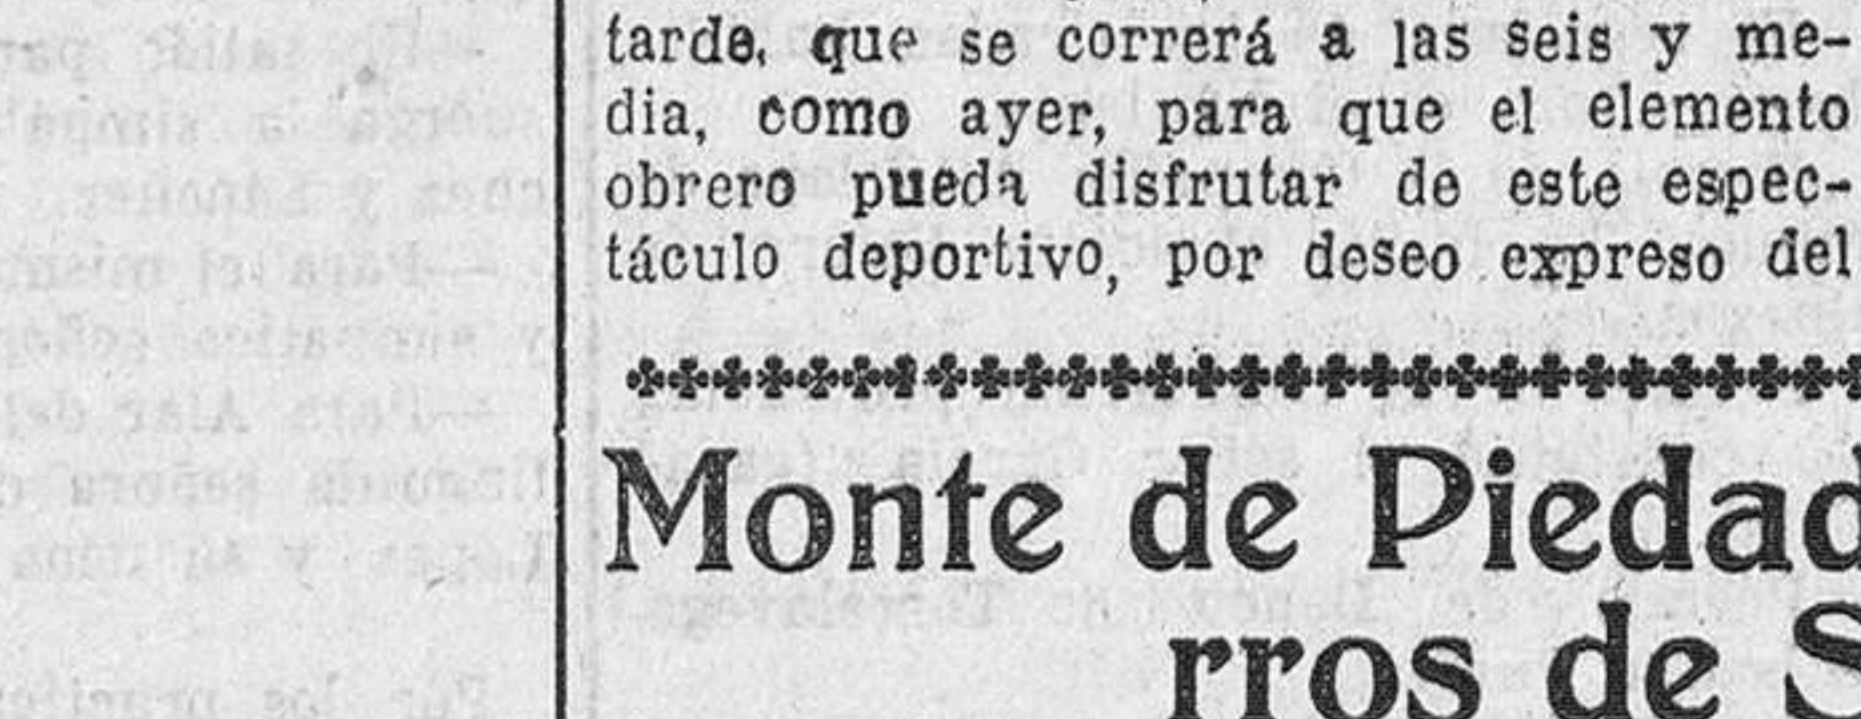 tarde, que se correrá a las seis y me-
dia, como ayer, para que el elemento
obrero pueda disfrutar de este espec-
táculo deportivo, por deseo expreso del
Monte de Piedad
rros de S